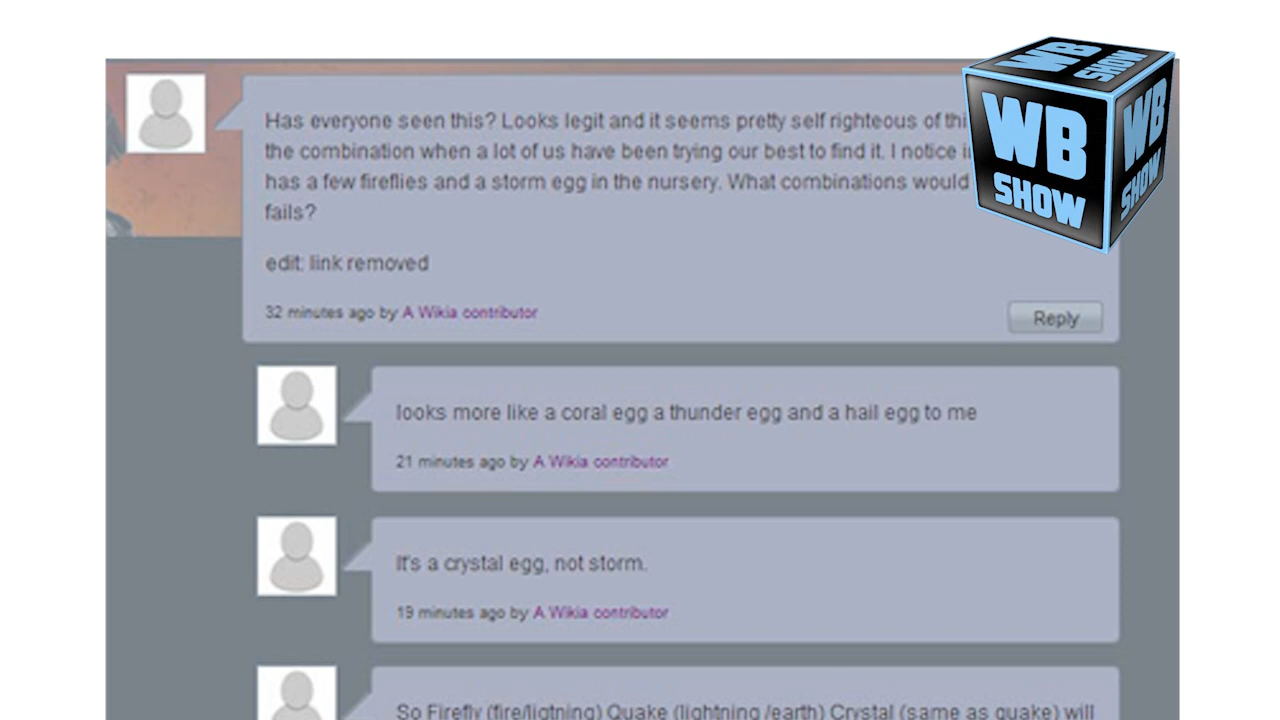 Has everyone seen this? Looks legit and it seems pretty self righteous of
the combination when a lot of us have been trying our best to find it. I notice
has a few fireflies and a storm egg in the nursery. What combinations would
fails?
edit: link removed
32 minutes ago by A Wikia contributor
Reply
looks more like a coral egg a thunder egg and a hail egg to me
21 minutes ago by A Wikia contributor
It's a crystal egg, not storm.
19 minutes ago by A Wikia contributor
So Firefly (fire/ligtning) Quake (lightning /earth) Crystal (same as quake) will
WB
SHOW
WB
SHOW
WB
SHOW